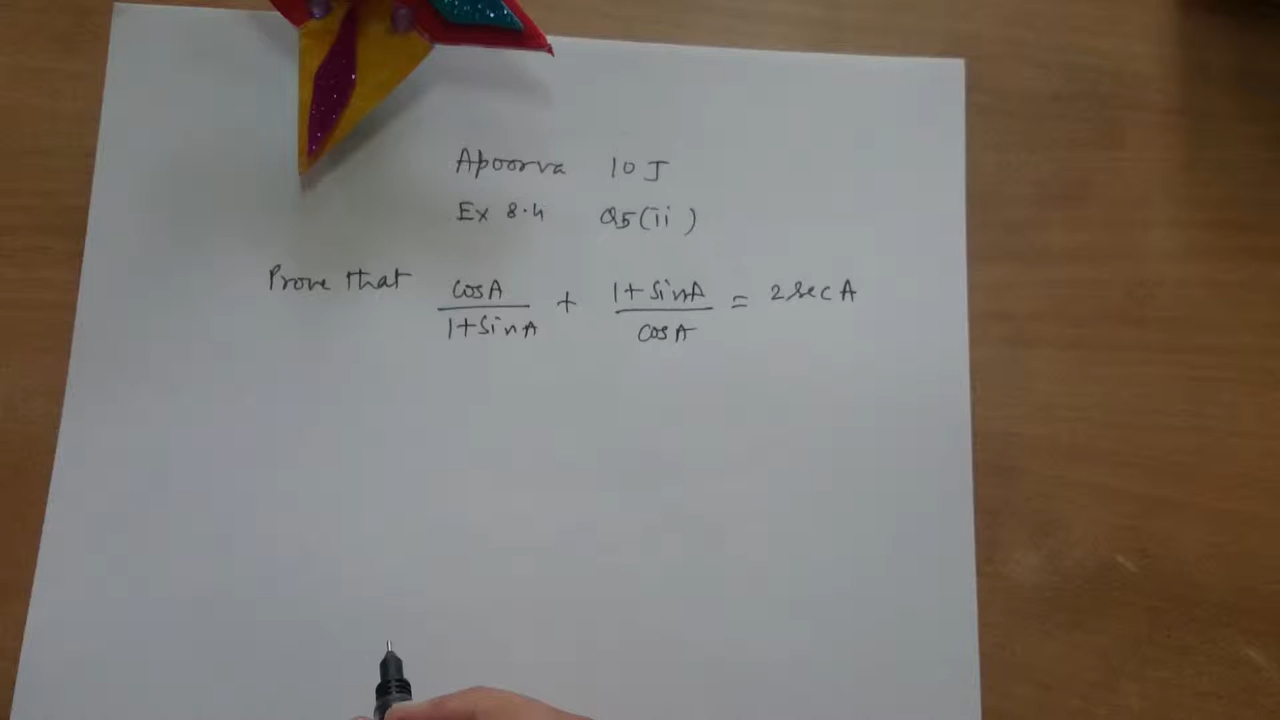 Apoorva 10 J
Ex 8.4 Q5(ii)
Prove that cosA/1+sinA + 1+sinA/cosA = 2secA